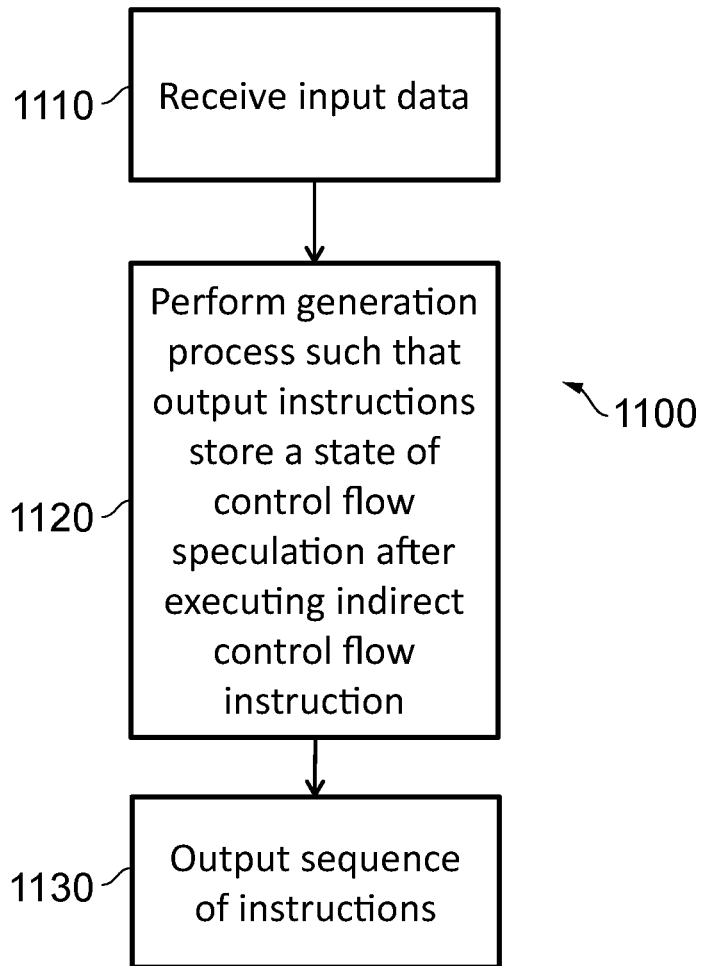 1110
Receive input data
Perform generation
process such that
output instructions
store a state of
control flow
speculation after
executing indirect
control flow
instruction
1120
1100
Output sequence
of instructions
1130